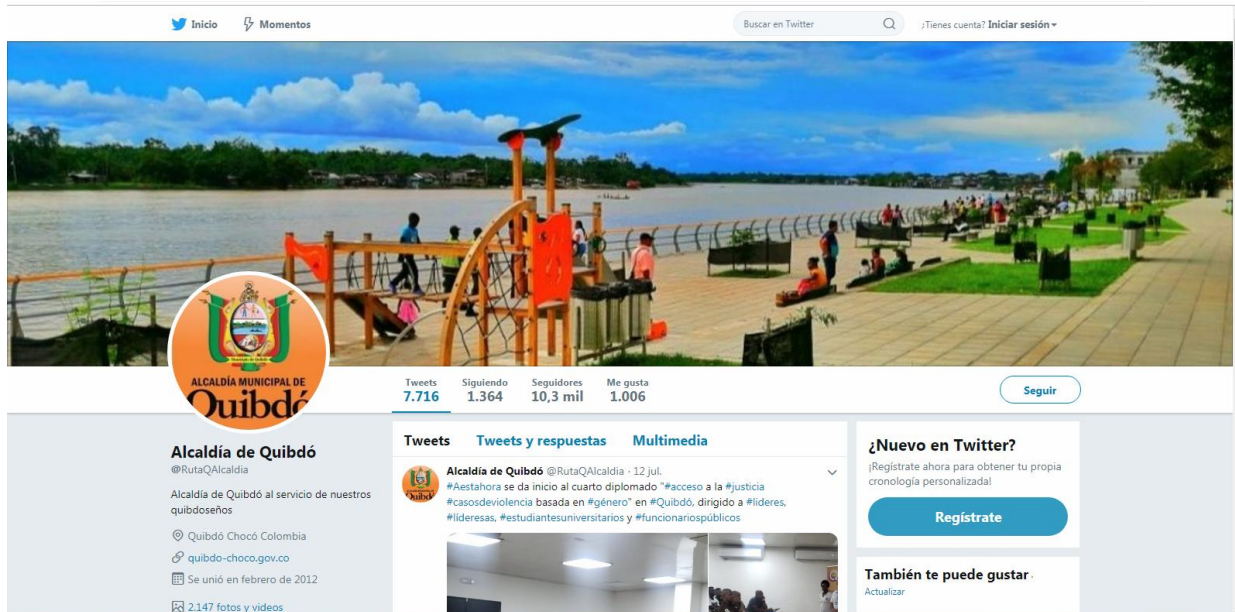 Inicio
Momentos
Buscar en Twitter
¿Tienes cuenta? Iniciar sesión
ALCALDÍA MUNICIPAL DE
Quibdó
Tweets
7.716
Siguiendo
1.364
Seguidores
10,3 mil
Me gusta
1.006
Seguir
Alcaldía de Quibdó
@RutaQAlcaldia
Alcaldía de Quibdó al servicio de nuestros
quibdoseños
Quibdó Chocó Colombia
quibdo-choco.gov.co
Se unió en febrero de 2012
2.147 fotos y videos
Tweets Tweets y respuestas Multimedia
Alcaldía de Quibdó @RutaQAlcaldia · 12 jul.
#Aestahora se da inicio al cuarto diplomado "#acceso a la #justicia
#casosdeviolencia basada en #género" en #Quibdó, dirigido a #lideres,
#líderesas, #estudiantesuniversitarios y #funcionariospúblicos
¿Nuevo en Twitter?
¡Regístrate ahora para obtener tu propia
cronología personalizada!
Regístrate
También te puede gustar
Actualizar